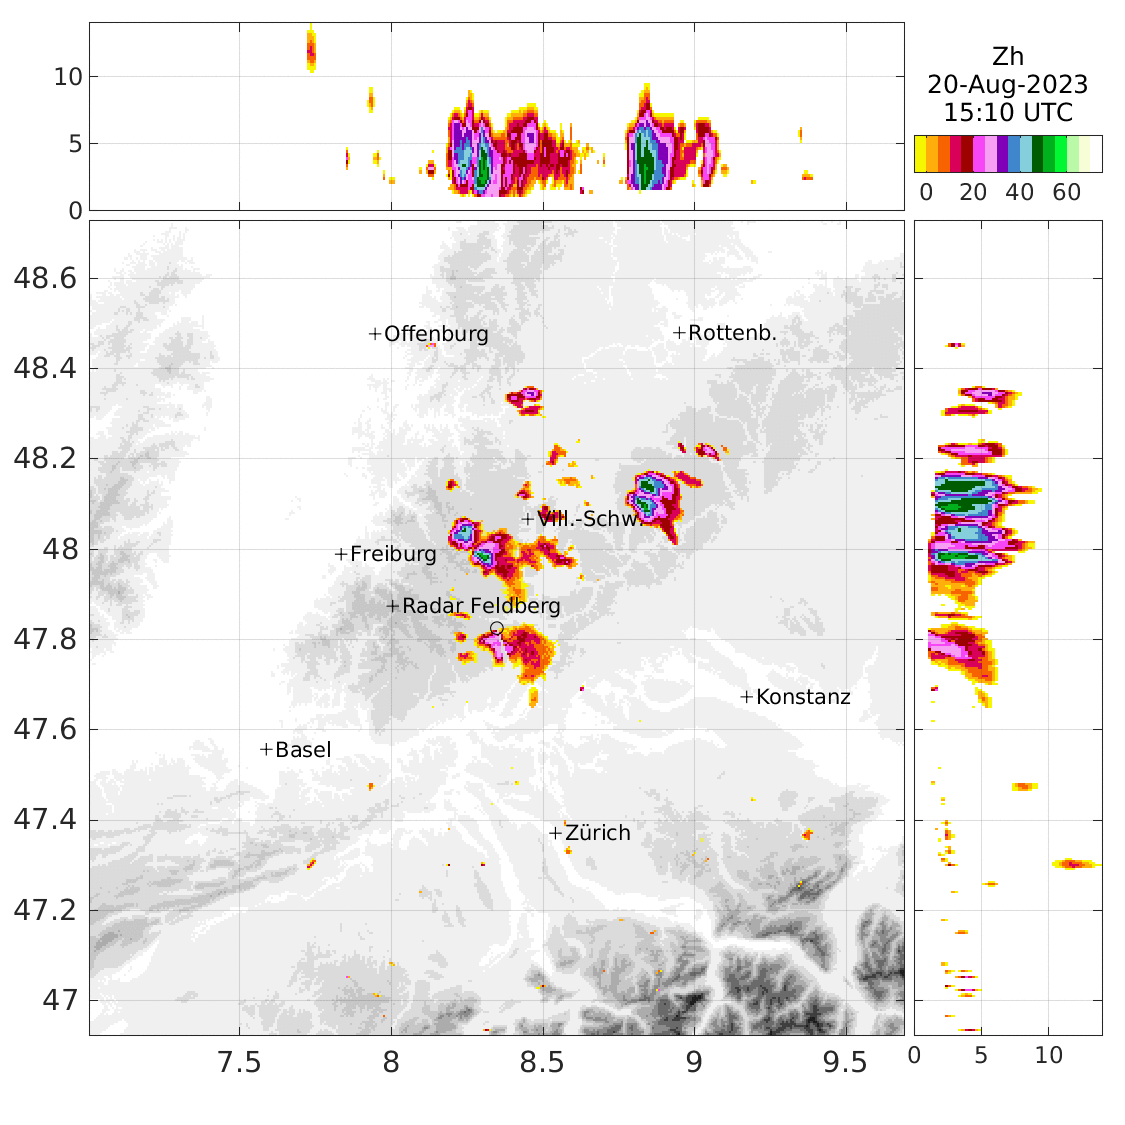 10
5
0
Zh
20-Aug-2023
15:10 UTC
0 20 40 60
48.6
48.4
48.2
48
47.8
47.6
47.4
47.2
47
+Offenburg
+Rottenb.
+Vill.-Schw.
+Freiburg
+Radar Feldberg
+Konstanz
+Basel
+Zürich
7.5 8 8.5 9 9.5
0 5 10